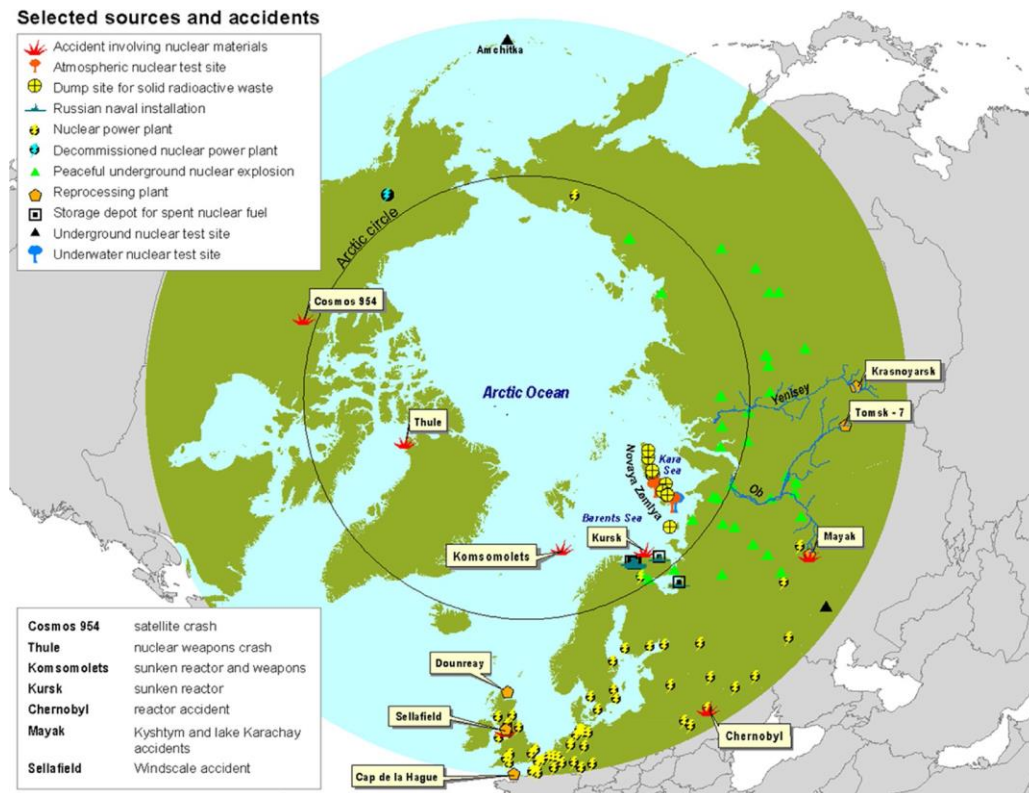 Selected sources and accidents
Accident involving nuclear materials
Atmospheric nuclear test site
Dump site for solid radioactive waste
Russian naval installation
Nuclear power plant
Decommissioned nuclear power plant
Peaceful underground nuclear explosion
Reprocessing plant
Storage depot for spent nuclear fuel
Underground nuclear test site
Underwater nuclear test site
Amchitka
Arctic circle
Cosmos 954
Arctic Ocean
Krasnoyarsk
Yenisey
Tomsk - 7
Thule
Kara
Sea
Novaya Zemlya
Ob
Barents Sea
Kursk
Mayak
Komsomolets
Dounreay
Sellafield
Chernobyl
Cap de la Hague
Cosmos 954 satellite crash
Thule nuclear weapons crash
Komsomolets sunken reactor and weapons
Kursk sunken reactor
Chernobyl reactor accident
Mayak Kyshtym and lake Karachay
accidents
Sellafield Windscale accident